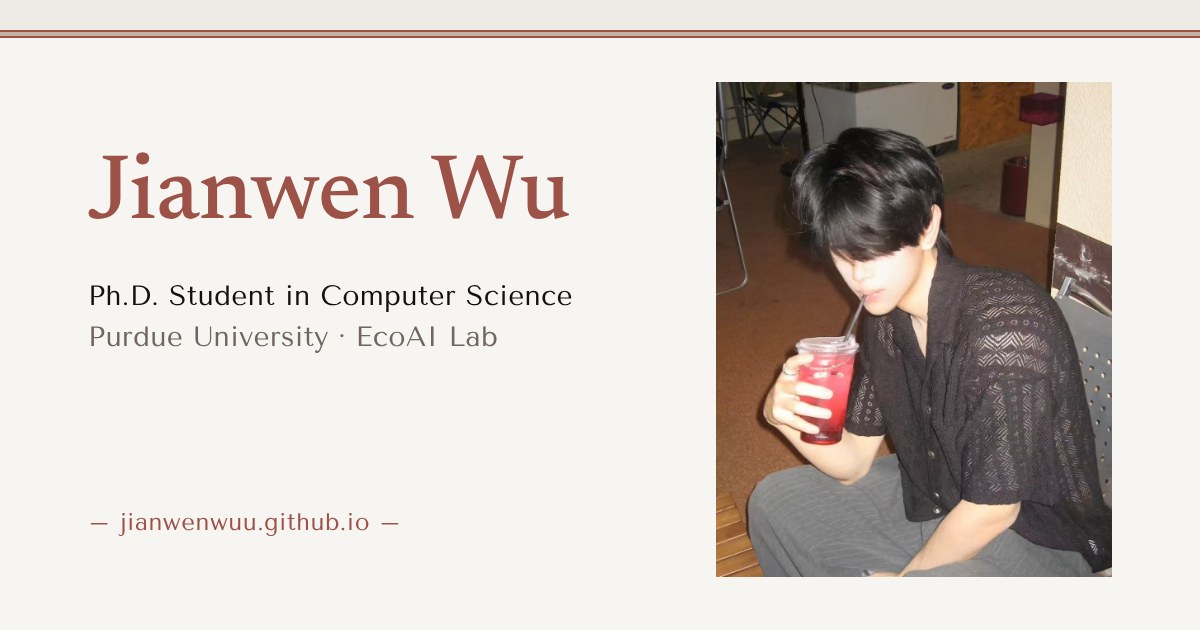 Jianwen Wu
Ph.D. Student in Computer Science
Purdue University · EcoAI Lab
— jianwenwuu.github.io —